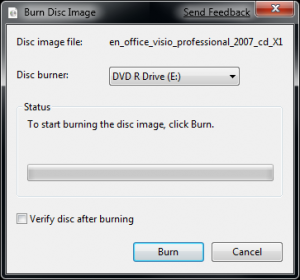 Burn Disc Image
Send Feedback
Disc image file: en_office_visio_professional_2007_cd_X1
Disc burner: DVD R Drive (E:)
Status
To start burning the disc image, click Burn.
Verify disc after burning
Burn Cancel